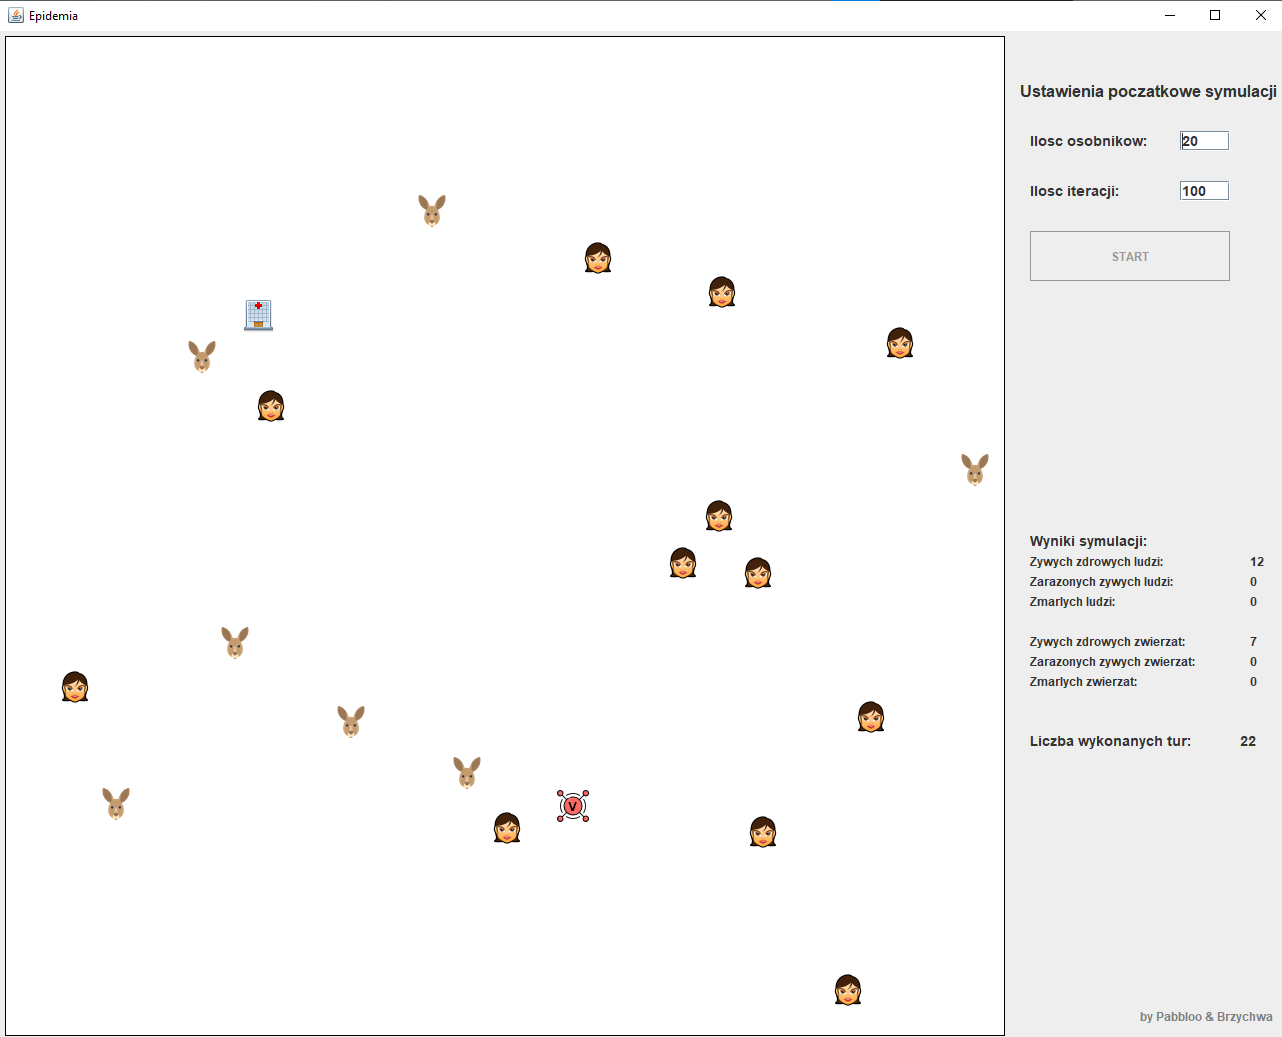 Epidemia
Ustawienia poczatkowe symulacji
Ilosc osobnikow: 20
Ilosc iteracji: 100
START
Wyniki symulacji:
Zywych zdrowych ludzi: 12
Zarazonych zywych ludzi: 0
Zmarlych ludzi: 0
Zywych zdrowych zwierzat: 7
Zarazonych zywych zwierzat: 0
Zmarlych zwierzat: 0
Liczba wykonanych tur: 22
V
by Pabbloo & Brzychwa